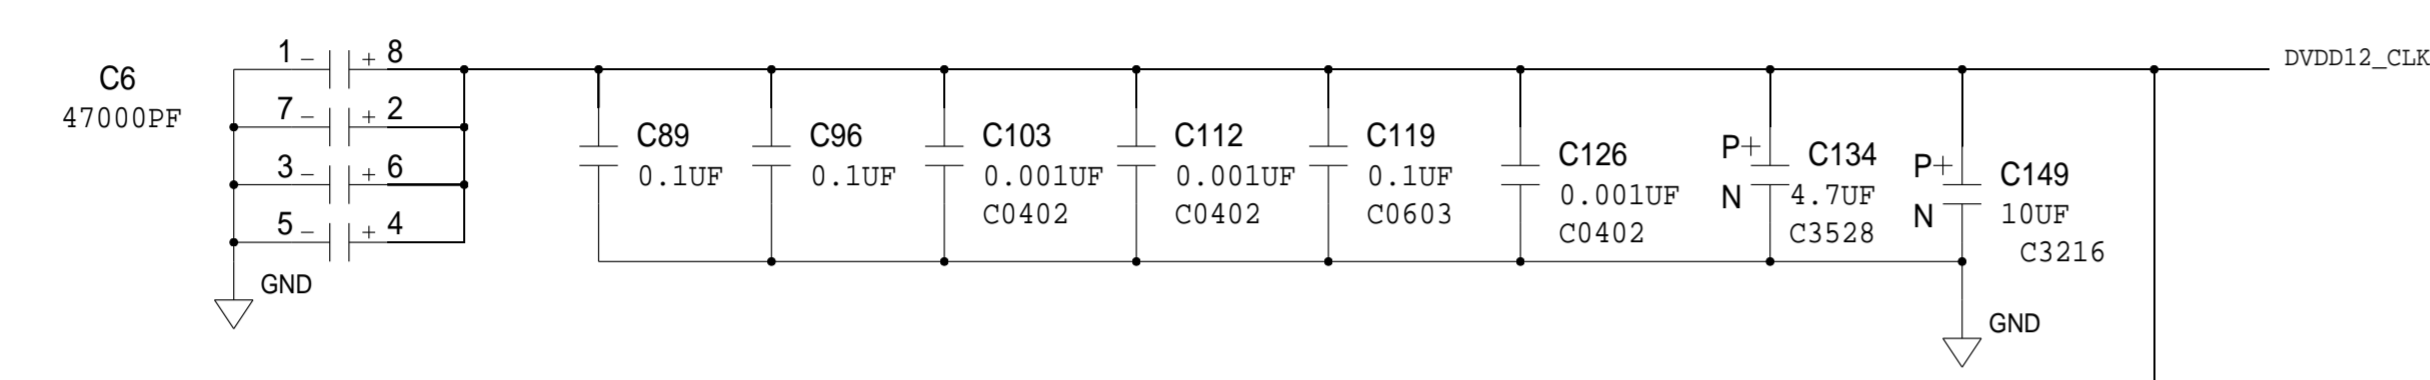 C6
47000PF
1 - + 8
7 - + 2
3 - + 6
5 - + 4
GND
C89
0.1UF
C96
0.1UF
C103
0.001UF
C0402
C112
0.001UF
C0402
C119
0.1UF
C0603
C126
0.001UF
C0402
P+
N
C134
4.7UF
C3528
P+
N
C149
10UF
C3216
GND
DVDD12_CLK